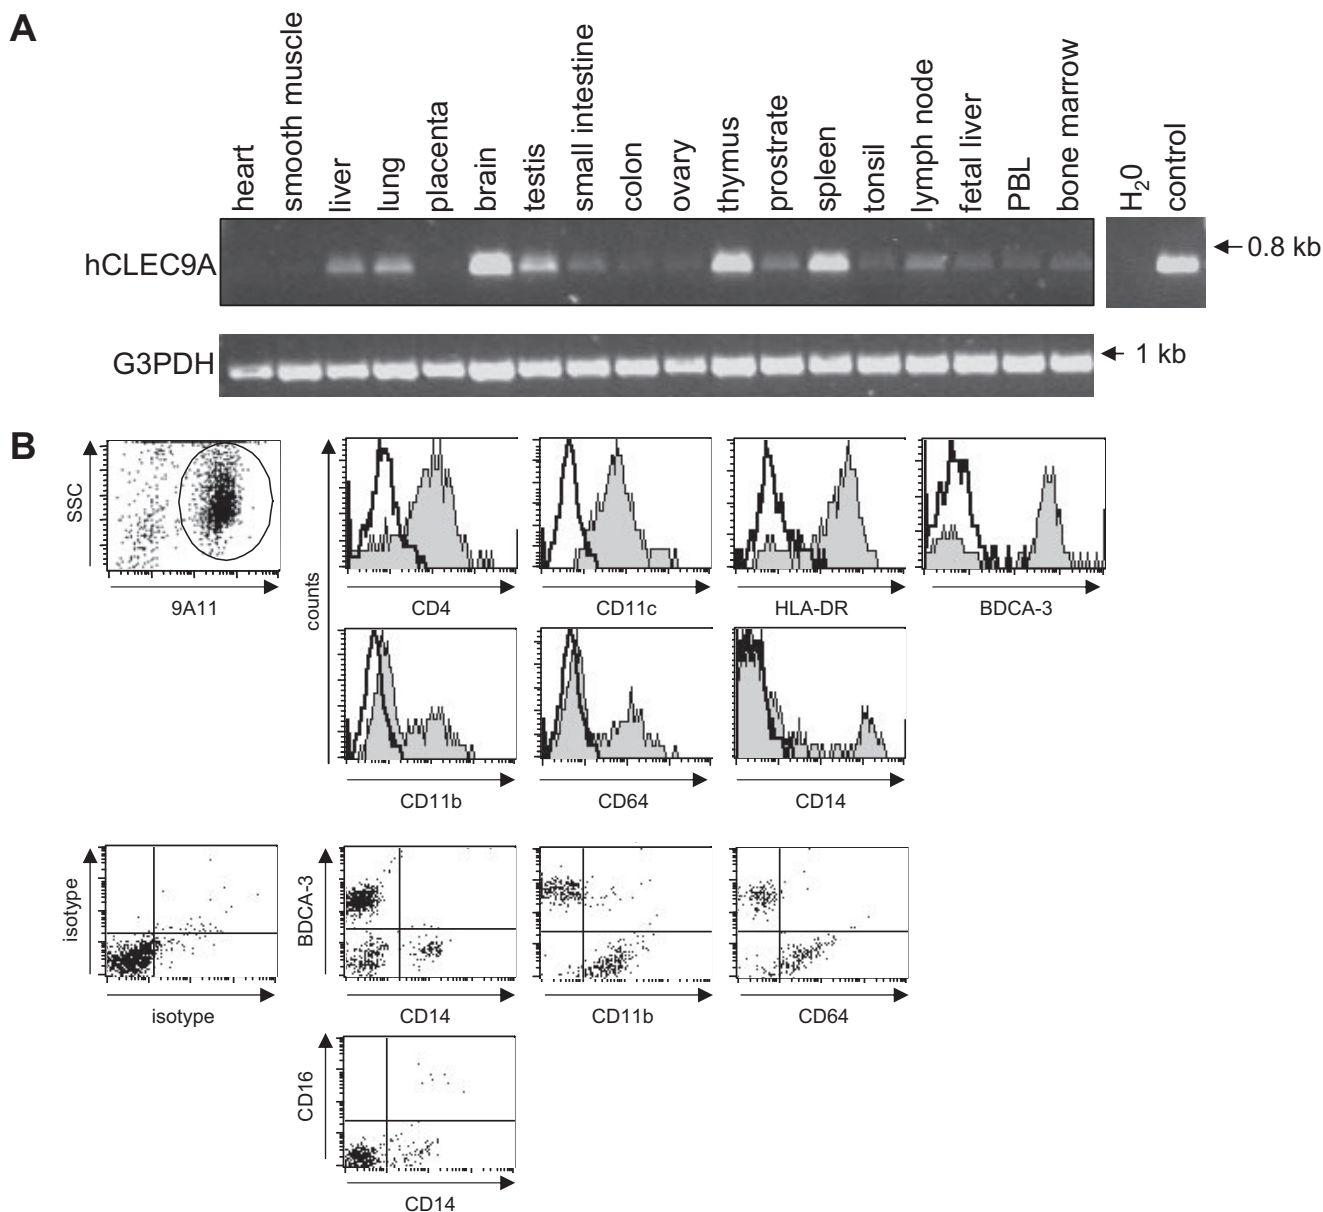 A
heart
smooth muscle
liver
lung
placenta
brain
testis
small intestine
colon
ovary
thymus
prostrate
spleen
tonsil
lymph node
fetal liver
PBL
bone marrow
H20
control
hCLEC9A
0.8 kb
G3PDH
1 kb
B
SSC
9A11
counts
CD4
CD11c
HLA-DR
BDCA-3
CD11b
CD64
CD14
isotype
isotype
BDCA-3
CD14
CD11b
CD64
CD16
CD14